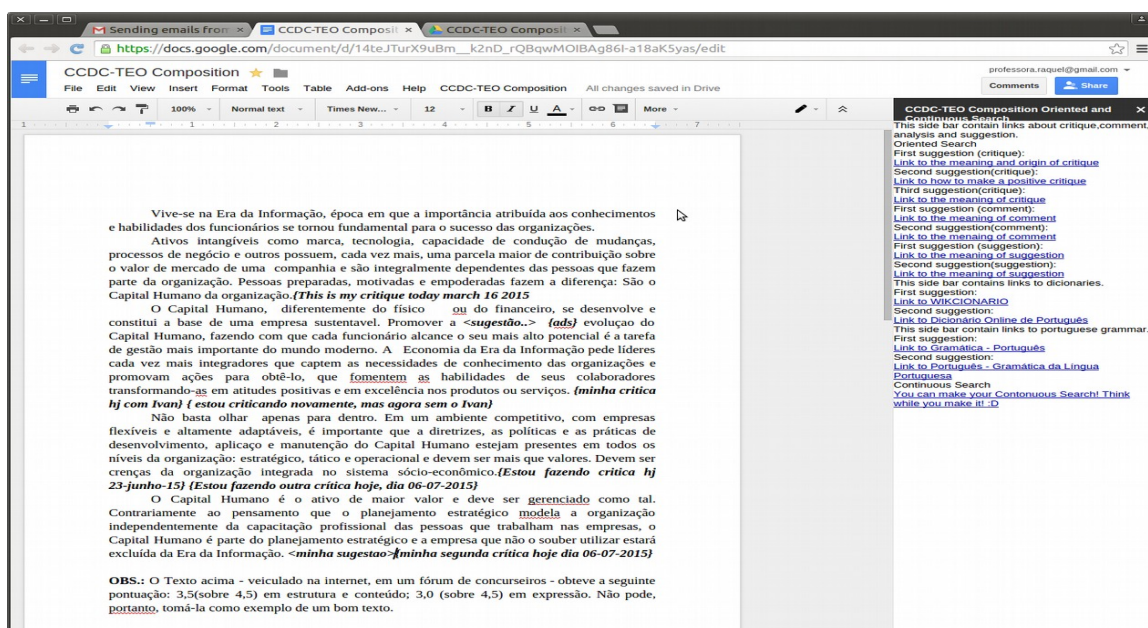 Sending emails from
CCDC-TEO Composit
CCDC-TEO Composit
https://docs.google.com/document/d/14teJTurX9uBm__k2nD_rQBqwMOIBAg86l-a18aK5yas/edit
CCDC-TEO Composition
professora.raquel@gmail.com
File Edit View Insert Format Tools Table Add-ons Help CCDC-TEO Composition All changes saved in Drive
Comments Share
100% Normal text Times New... 12 B I U A More
1 1 2 3 4 5 6 7
Vive-se na Era da Informação, época em que a importância atribuída aos conhecimentos
e habilidades dos funcionários se tornou fundamental para o sucesso das organizações.
Ativos intangíveis como marca, tecnologia, capacidade de condução de mudanças,
processos de negócio e outros possuem, cada vez mais, uma parcela maior de contribuição sobre
o valor de mercado de uma companhia e são integralmente dependentes das pessoas que fazem
parte da organização. Pessoas preparadas, motivadas e empoderadas fazem a diferença: São o
Capital Humano da organização.{This is my critique today march 16 2015
O Capital Humano, diferentemente do físico ou do financeiro, se desenvolve e
constitui a base de uma empresa sustentavel. Promover a <sugestão..> {ads} evoluçao do
Capital Humano, fazendo com que cada funcionário alcance o seu mais alto potencial é a tarefa
de gestão mais importante do mundo moderno. A Economia da Era da Informação pede líderes
cada vez mais integradores que captem as necessidades de conhecimento das organizações e
promovam ações para obtê-lo, que fomentem as habilidades de seus colaboradores
transformando-as em atitudes positivas e em excelência nos produtos ou serviços. {minha crítica
hj com Ivan} { estou criticando novamente, mas agora sem o Ivan}
Não basta olhar apenas para dentro. Em um ambiente competitivo, com empresas
flexíveis e altamente adaptáveis, é importante que a diretrizes, as políticas e as práticas de
desenvolvimento, aplicaço e manutenção do Capital Humano estejam presentes em todos os
níveis da organização: estratégico, tático e operacional e devem ser mais que valores. Devem ser
crenças da organização integrada no sistema sócio-econômico.{Estou fazendo critica hj
23-junho-15} {Estou fazendo outra crítica hoje, dia 06-07-2015}
O Capital Humano é o ativo de maior valor e deve ser gerenciado como tal.
Contrariamente ao pensamento que o planejamento estratégico modela a organização
independentemente da capacitação profissional das pessoas que trabalham nas empresas, o
Capital Humano é parte do planejamento estratégico e a empresa que não o souber utilizar estará
excluída da Era da Informação. <minha sugestao>{minha segunda crítica hoje dia 06-07-2015}
OBS.: O Texto acima - veiculado na internet, em um fórum de concurseiros - obteve a seguinte
pontuação: 3,5(sobre 4,5) em estrutura e conteúdo; 3,0 (sobre 4,5) em expressão. Não pode,
portanto, tomá-la como exemplo de um bom texto.
CCDC-TEO Composition Oriented and
Continuous Search
This side bar contain links about critique,comment,
analysis and suggestion.
Oriented Search
First suggestion (critique):
Link to the meaning and origin of critique
Second suggestion(critique):
Link to how to make a positive critique
Third suggestion(critique):
Link to the meaning of critique
First suggestion (comment):
Link to the meaning of comment
Second suggestion(comment):
Link to the menaing of comment
First suggestion (suggestion):
Link to the meaning of suggestion
Second suggestion(suggestion):
Link to the meaning of suggestion
This side bar contains links to dicionaries.
First suggestion:
Link to WIKCIONARIO
Second suggestion:
Link to Dicionário Online de Português
This side bar contain links to portuguese grammar.
First suggestion:
Link to Gramática - Português
Second suggestion:
Link to Português - Gramática da Língua
Portuguesa
Continuous Search
You can make your Contonuous Search! Think
while you make it! :D